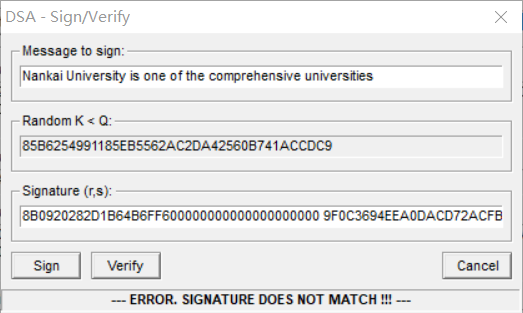 DSA - Sign/Verify
Message to sign:
Nankai University is one of the comprehensive universities
Random K < Q:
85B6254991185EB5562AC2DA42560B741ACCDC9
Signature (r,s):
8B0920282D1B64B6FF600000000000000000000 9F0C3694EEA0DACD72ACFB
Sign Verify Cancel
--- ERROR. SIGNATURE DOES NOT MATCH !!! ---